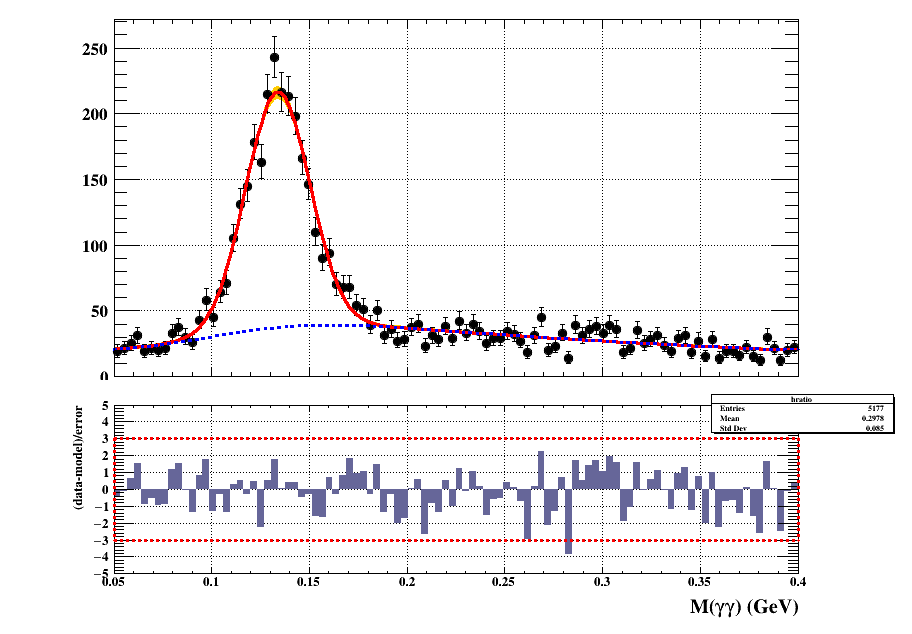 250
200
150
100
50
0
(data-model)/error
5
4
3
2
1
0
−1
−2
−3
−4
−5
hratio
Entries 5177
Mean 0.2978
Std Dev 0.085
0.05 0.1 0.15 0.2 0.25 0.3 0.35 0.4
M(γγ) (GeV)